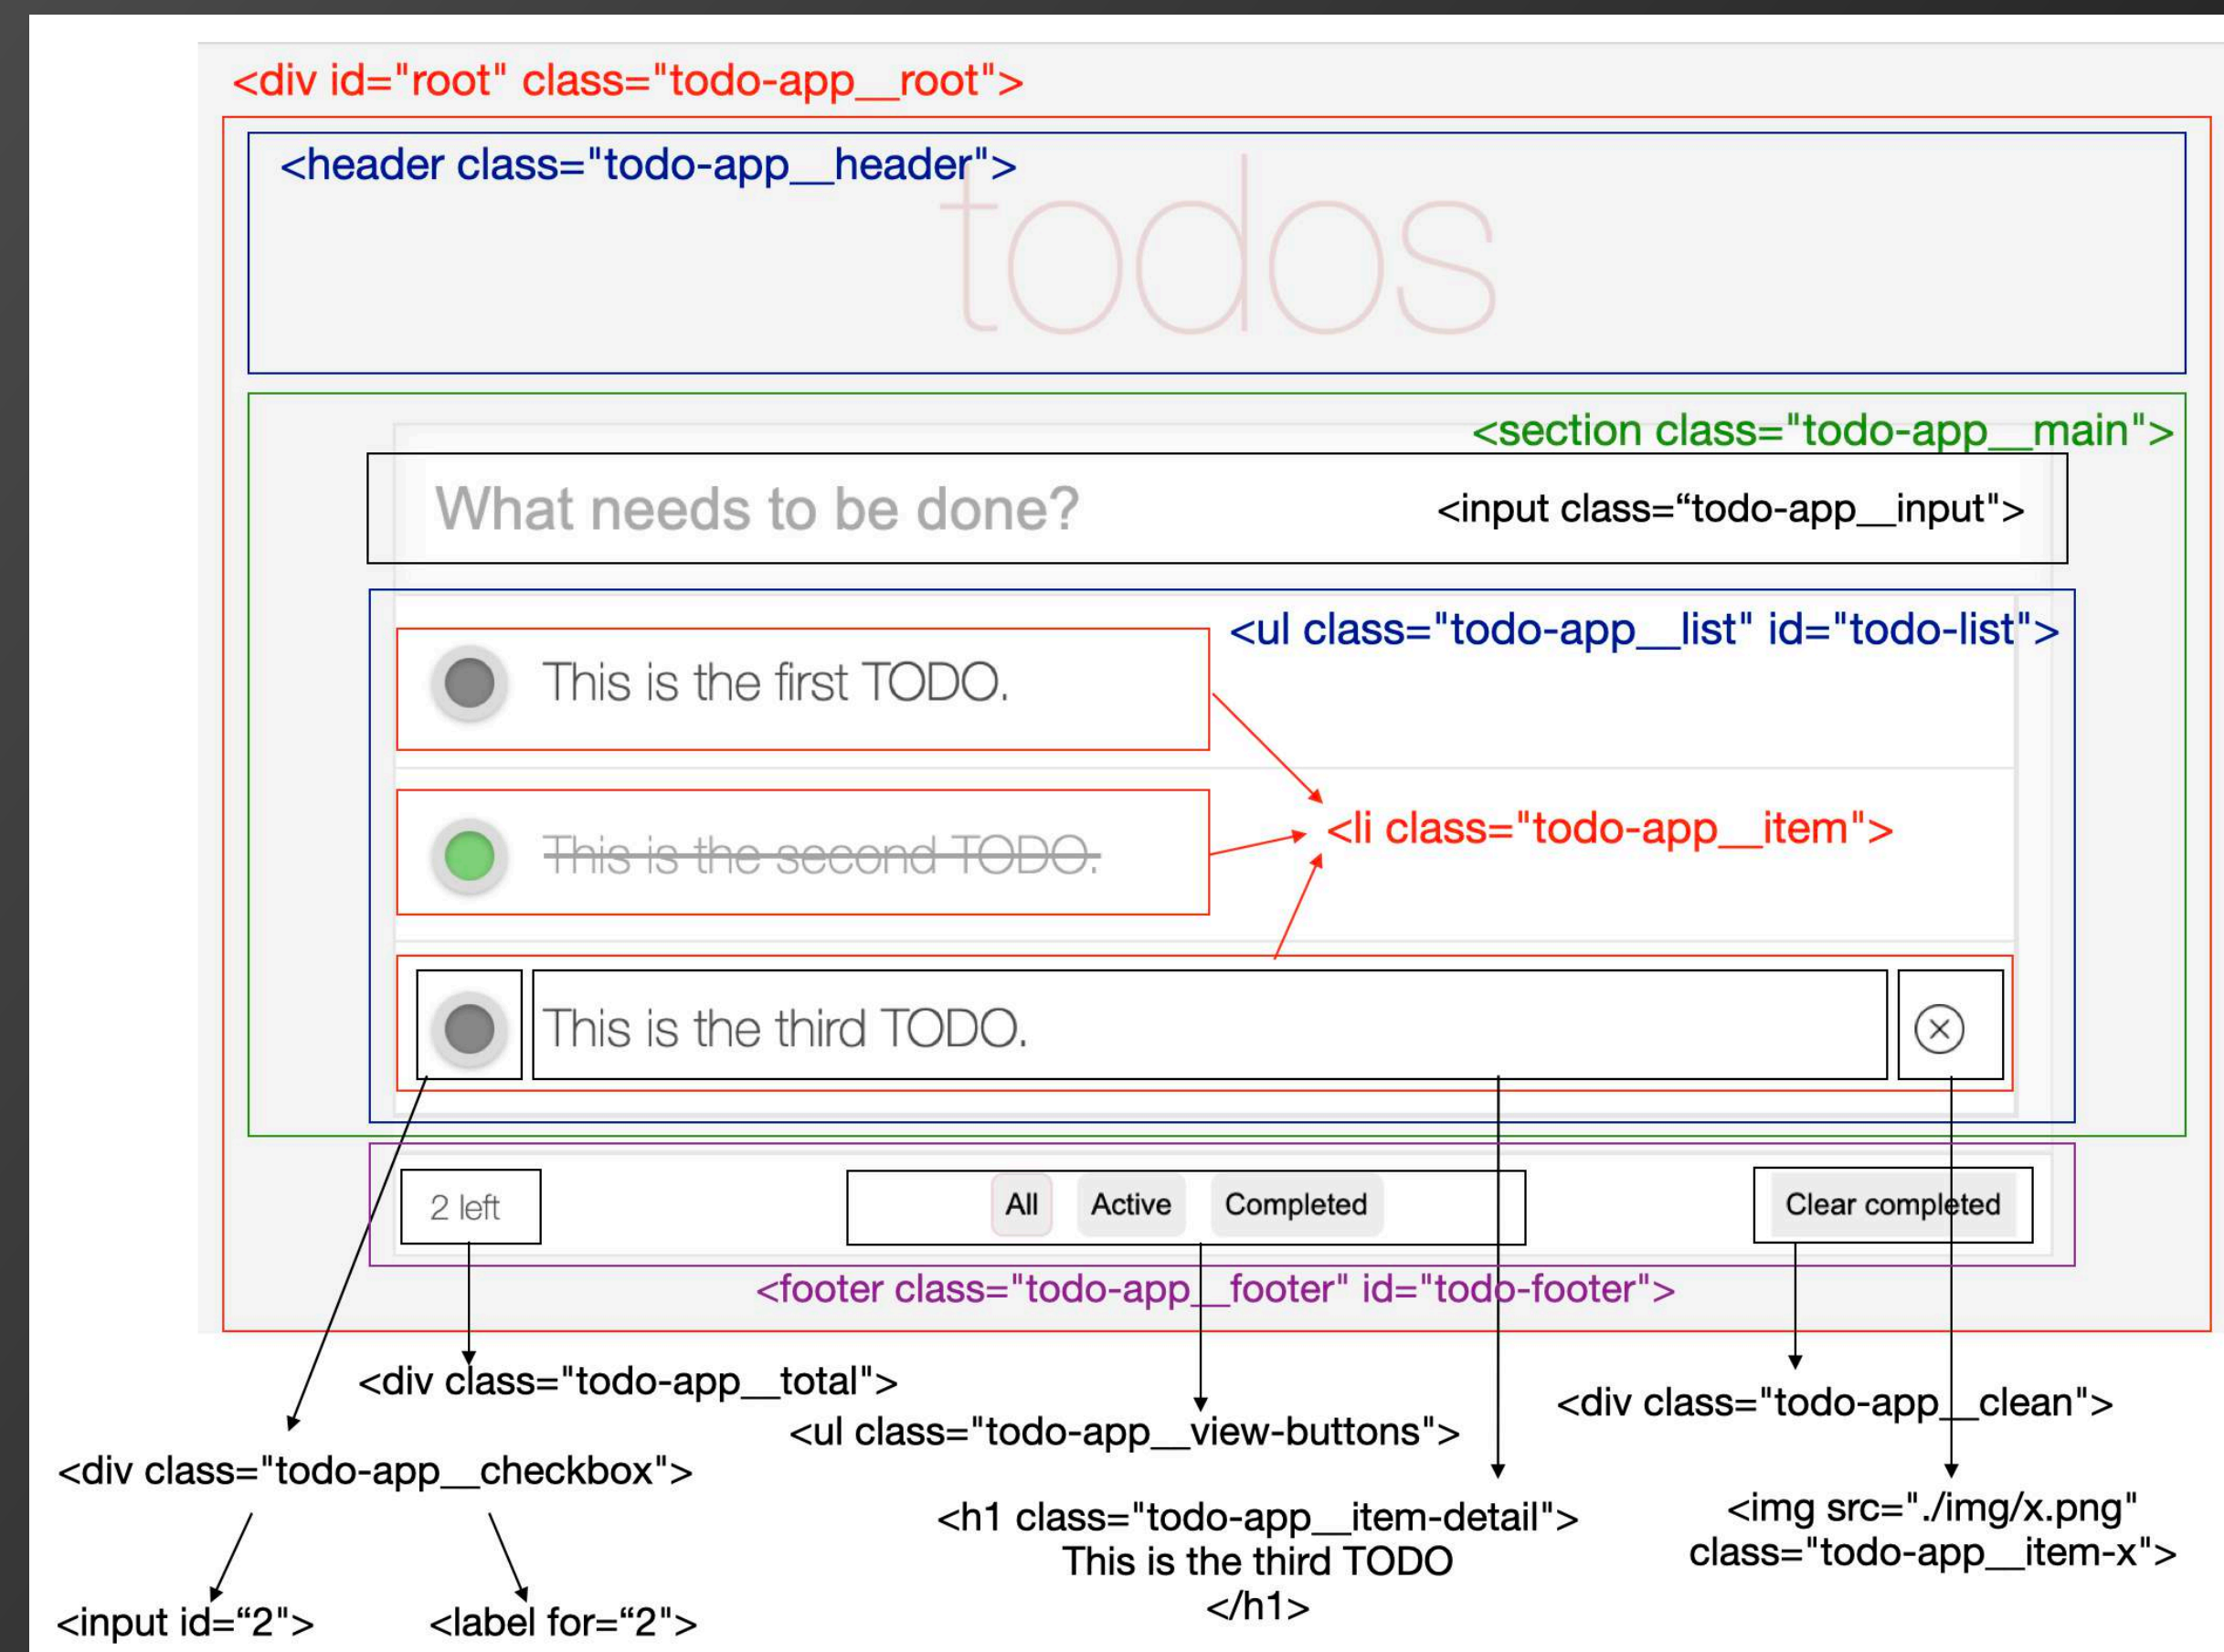 <div id="root" class="todo-app__root">
<header class="todo-app__header">
todos
<section class="todo-app__main">
What needs to be done?
<input class=“todo-app__input">
<ul class="todo-app__list" id="todo-list">
This is the first TODO.
<li class="todo-app__item">
This is the second TODO.
This is the third TODO.
2 left
All
Active
Completed
Clear completed
<footer class="todo-app__footer" id="todo-footer">
<div class="todo-app__total">
<ul class="todo-app__view-buttons">
<div class="todo-app__clean">
<div class="todo-app__checkbox">
<input id=“2">
<label for=“2">
<h1 class="todo-app__item-detail">
This is the third TODO
</h1>
<img src="./img/x.png"
class="todo-app__item-x">